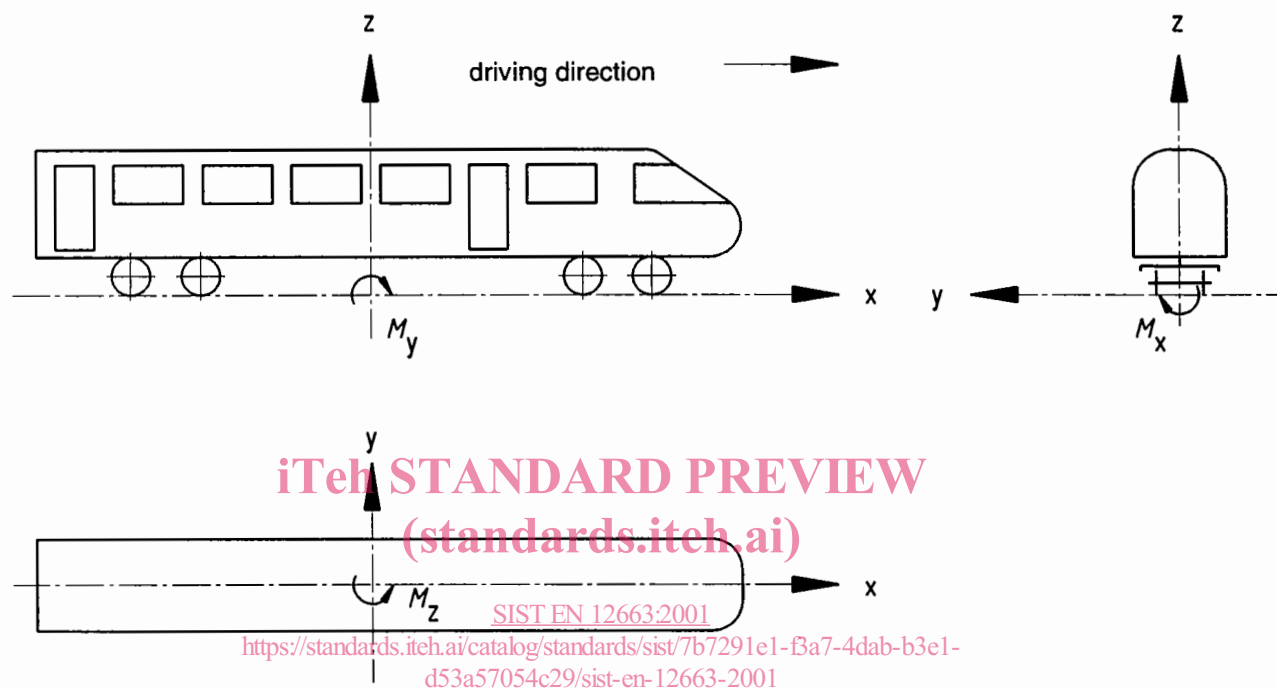 z
z
driving direction
x
y
My
Mx
y
iTeh STANDARD PREVIEW
(standards.iteh.ai)
x
Mz
SIST EN 12663:2001
https://standards.iteh.ai/catalog/standards/sist/7b7291e1-f3a7-4dab-b3e1-
d53a57054c29/sist-en-12663-2001